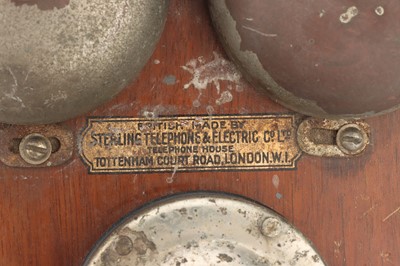 BRITISH MADE BY
STERLING TELEPHONE & ELECTRIC Co LTD
TELEPHONE HOUSE
TOTTENHAM COURT ROAD, LONDON.W.1.